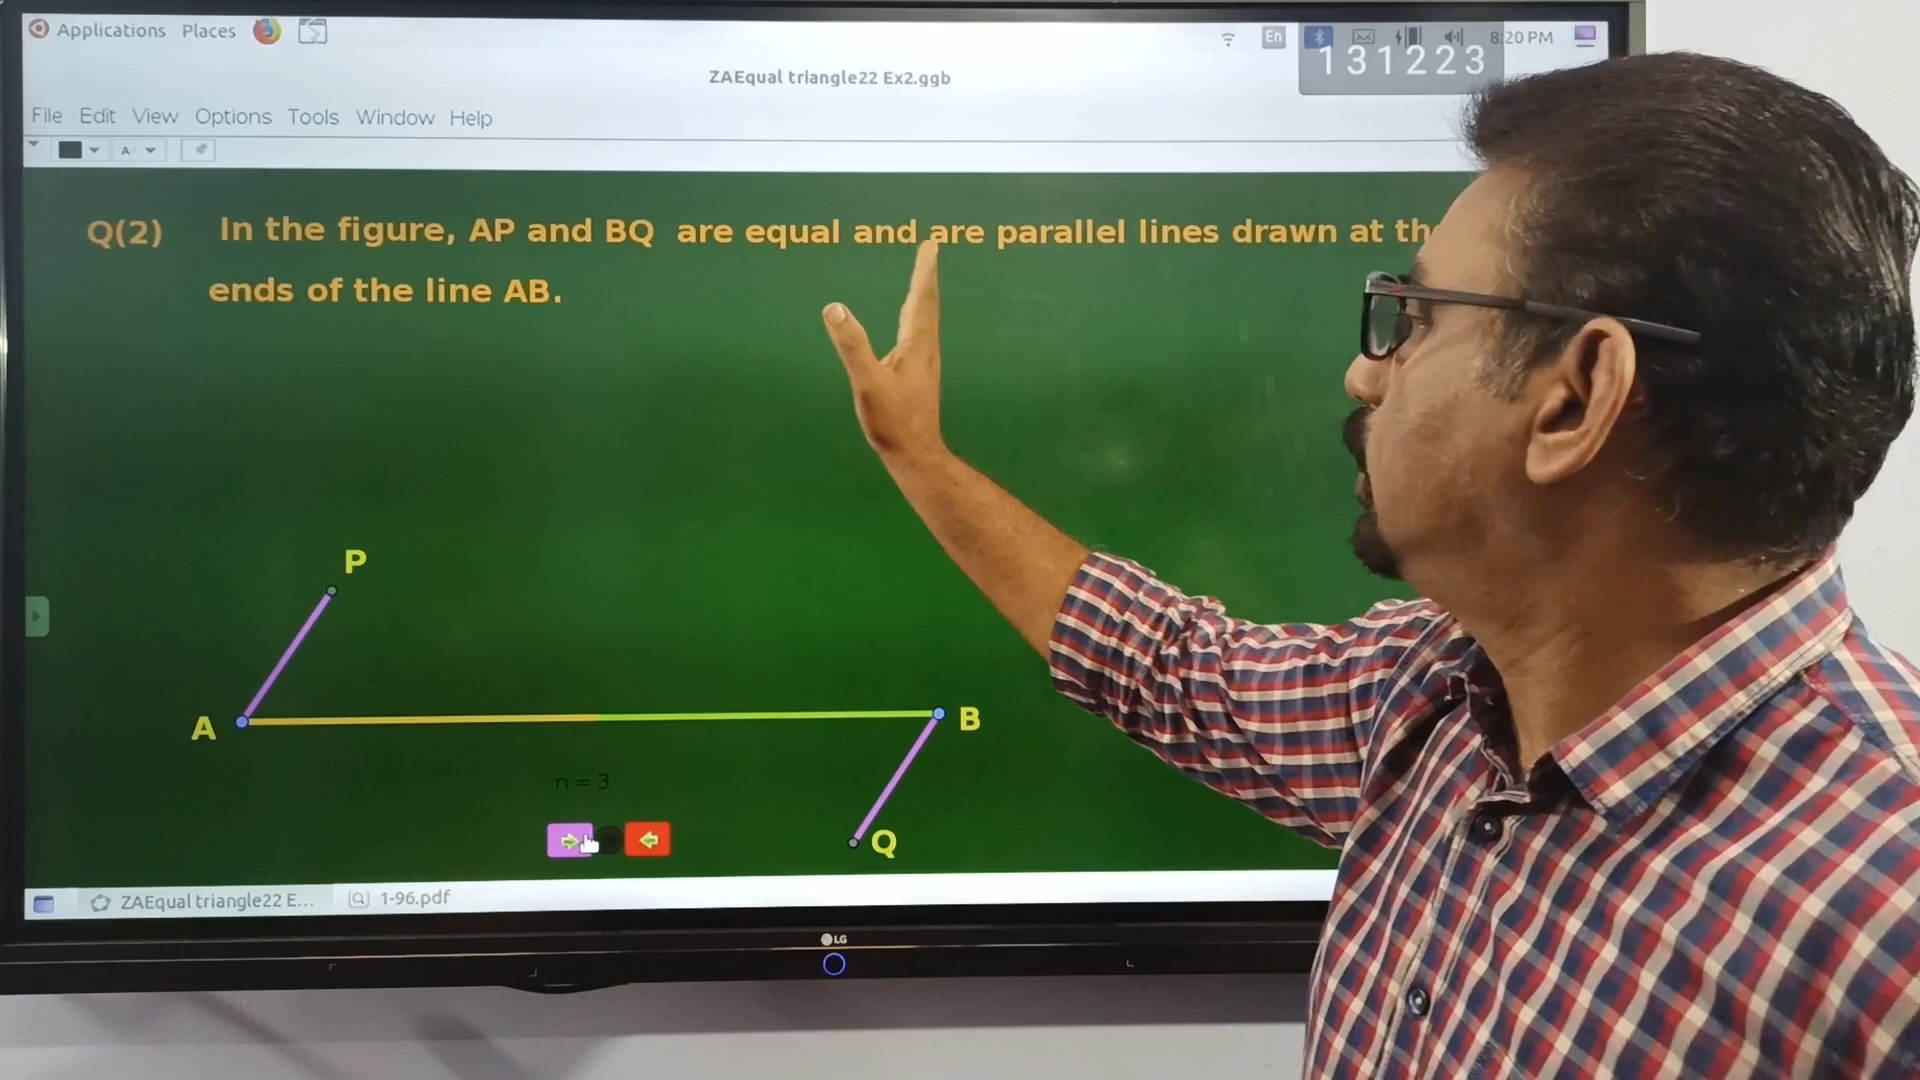 Applications Places
En
8:20 PM
131223
ZAEqual triangle22 Ex2.ggb
File Edit View Options Tools Window Help
Q(2) In the figure, AP and BQ are equal and are parallel lines drawn at the
ends of the line AB.
P
A
B
n = 3
Q
ZAEqual triangle22 E...
1-96.pdf
LG